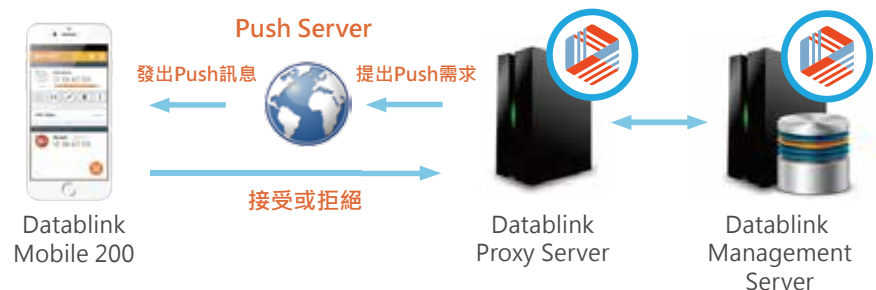 Push Server
發出Push訊息
提出Push需求
接受或拒絕
Datablink
Mobile 200
Datablink
Proxy Server
Datablink
Management
Server